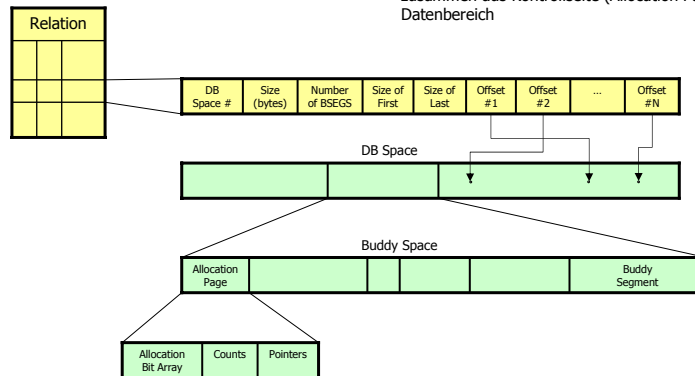 Datenbereich
Relation
DB Size Number Size of Size of Offset Offset ... Offset
Space # (bytes) of BSEGS First Last #1 #2 #N
DB Space
Buddy Space
Allocation Buddy
Page Segment
Allocation Counts Pointers
Bit Array